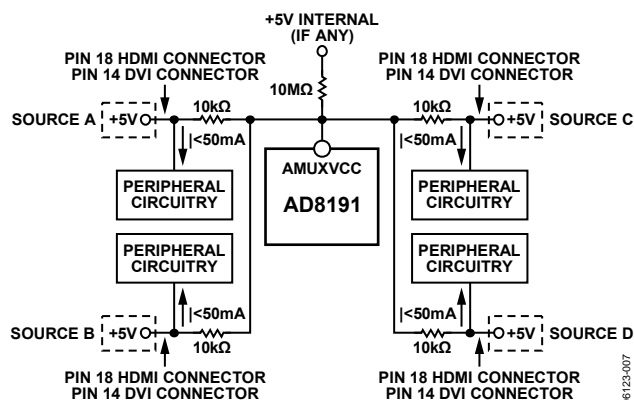 +5V INTERNAL
(IF ANY)
PIN 18 HDMI CONNECTOR
PIN 14 DVI CONNECTOR
PIN 18 HDMI CONNECTOR
PIN 14 DVI CONNECTOR
10MΩ
SOURCE A
+5V
10kΩ
10kΩ
+5V
SOURCE C
|<50mA
|<50mA
AMUXVCC
AD8191
PERIPHERAL
CIRCUITRY
PERIPHERAL
CIRCUITRY
PERIPHERAL
CIRCUITRY
PERIPHERAL
CIRCUITRY
|<50mA
|<50mA
SOURCE B
+5V
10kΩ
10kΩ
+5V
SOURCE D
PIN 18 HDMI CONNECTOR
PIN 14 DVI CONNECTOR
PIN 18 HDMI CONNECTOR
PIN 14 DVI CONNECTOR
6123-007